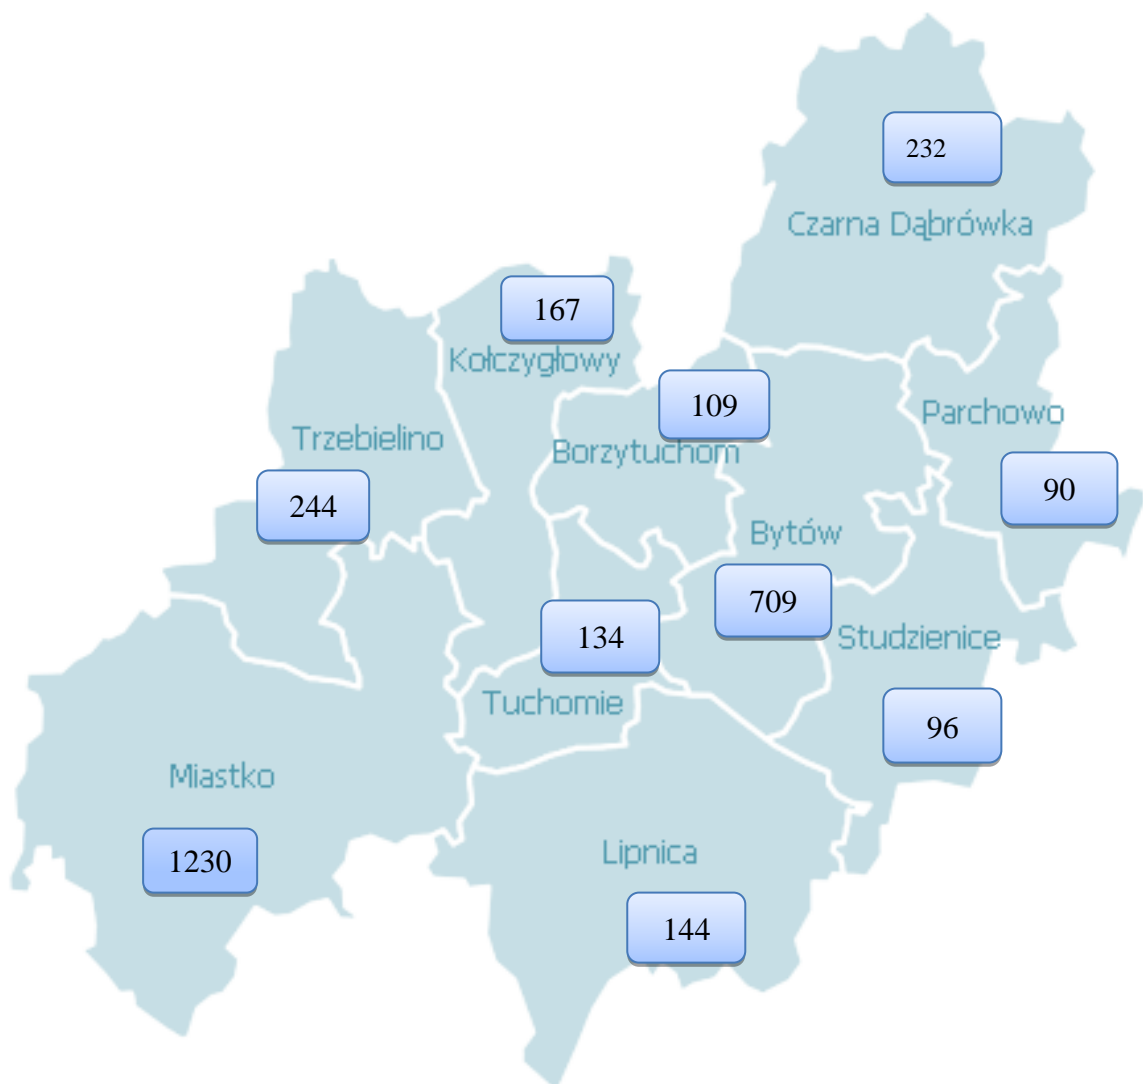 232
Czarna Dąbrówka
167
Kołczygłowy
109
Parchowo
Trzebielino
Borzytuchom
90
244
Bytów
709
134
Studzienice
Tuchomie
96
Miastko
Lipnica
1230
144